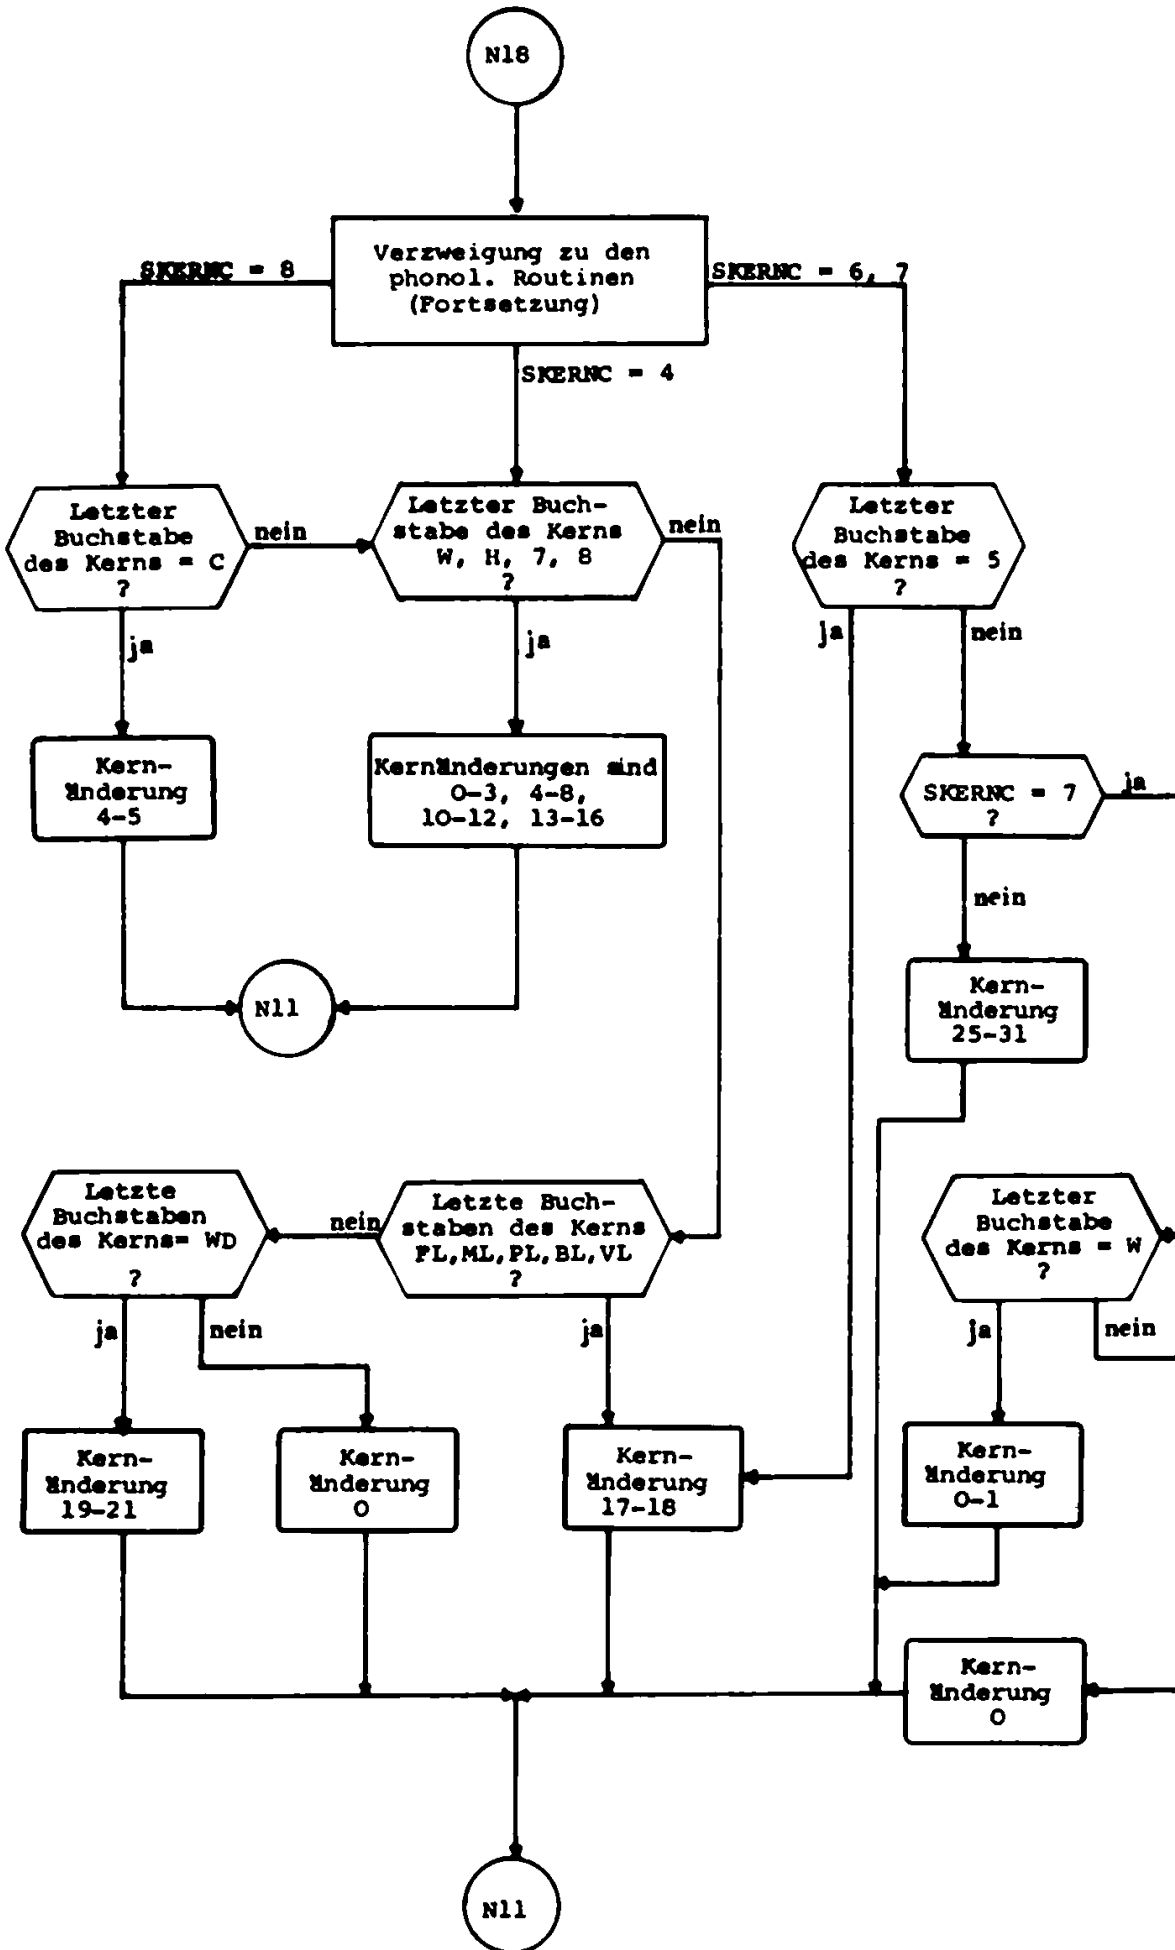 N18
Verzweigung zu den
phonol. Routinen
(Fortsetzung)
SKERNC = 8
SKERNC = 6, 7
SKERNC = 4
Letzter
Buchstabe
des Kerns = C
?
nein
Letzter Buch-
stabe des Kerns
W, H, 7, 8
?
nein
Letzter
Buchstabe
des Kerns = 5
?
ja
ja
ja
nein
Kern-
änderung
4-5
Kernänderungen sind
0-3, 4-8,
10-12, 13-16
SKERNC = 7
?
ja
nein
N11
Kern-
änderung
25-31
Letzte
Buchstaben
des Kerns= WD
?
nein
Letzte Buch-
staben des Kerns
FL,ML,PL,BL,VL
?
Letzter
Buchstabe
des Kerns = W
?
ja
nein
ja
ja
nein
Kern-
änderung
19-21
Kern-
änderung
0
Kern-
änderung
17-18
Kern-
änderung
0-1
Kern-
änderung
0
N11